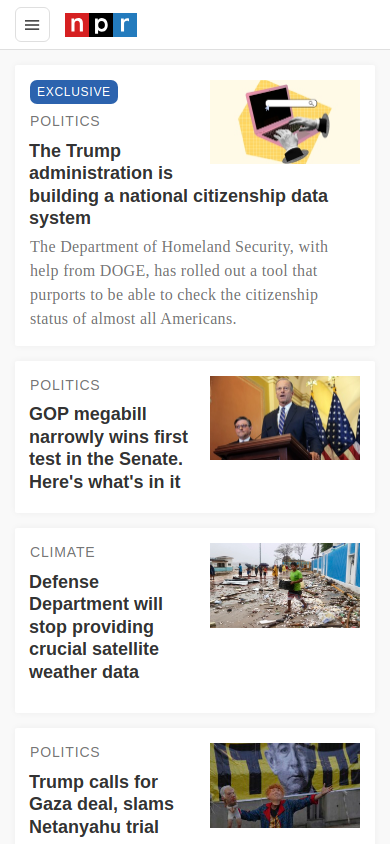 npr
EXCLUSIVE
POLITICS
The Trump
administration is
building a national citizenship data
system
The Department of Homeland Security, with
help from DOGE, has rolled out a tool that
purports to be able to check the citizenship
status of almost all Americans.
POLITICS
GOP megabill
narrowly wins first
test in the Senate.
Here's what's in it
CLIMATE
Defense
Department will
stop providing
crucial satellite
weather data
POLITICS
Trump calls for
Gaza deal, slams
Netanyahu trial